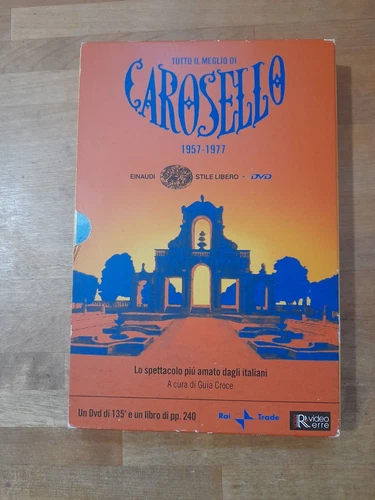 TUTTO IL MEGLIO DI
CAROSELLO
1957-1977
EINAUDI STILE LIBERO - DVD
Lo spettacolo più amato dagli italiani
A cura di Guia Croce
Un Dvd di 135' e un libro di pp. 240
Rai Trade
R video erre